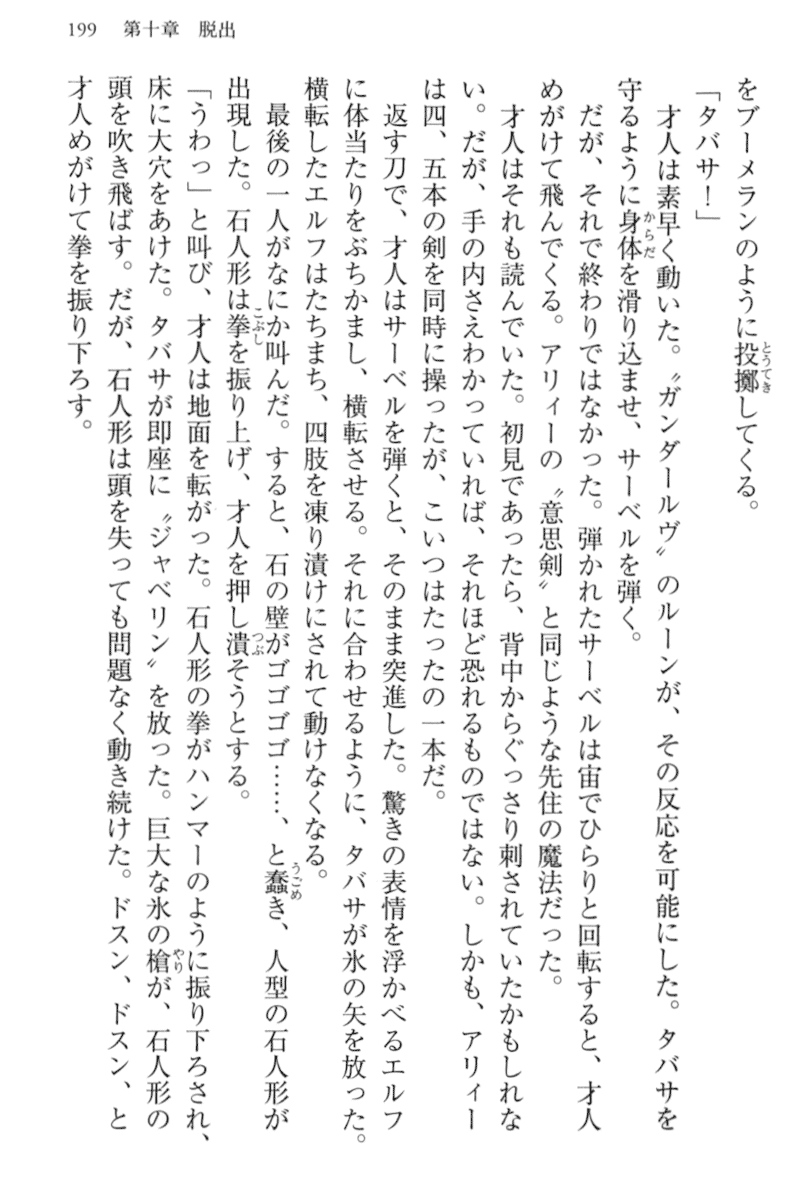 199　第十章　脱出
をブーメランのように投擲してくる。
「タバサ！」
　才人は素早く動いた。〝ガンダールヴ〟のルーンが、その反応を可能にした。タバサを
守るように身体を滑り込ませ、サーベルを弾く。
　だが、それで終わりではなかった。弾かれたサーベルは宙でひらりと回転すると、才人
めがけて飛んでくる。アリィーの〝意思剣〟と同じような先住の魔法だった。
　才人はそれも読んでいた。初見であったら、背中からぐっさり刺されていたかもしれな
い。だが、手の内さえわかっていれば、それほど恐れるものではない。しかも、アリィー
は四、五本の剣を同時に操ったが、こいつはたったの一本だ。
　返す刀で、才人はサーベルを弾くと、そのまま突進した。驚きの表情を浮かべるエルフ
に体当たりをぶちかまし、横転させる。それに合わせるように、タバサが氷の矢を放った。
横転したエルフはたちまち、四肢を凍り漬けにされて動けなくなる。
　最後の一人がなにか叫んだ。すると、石の壁がゴゴゴゴ……、と蠢き、人型の石人形が
出現した。石人形は拳を振り上げ、才人を押し潰そうとする。
「うわっ」と叫び、才人は地面を転がった。石人形の拳がハンマーのように振り下ろされ、
床に大穴をあけた。タバサが即座に〝ジャベリン〟を放った。巨大な氷の槍が、石人形の
頭を吹き飛ばす。だが、石人形は頭を失っても問題なく動き続けた。ドスン、ドスン、と
才人めがけて拳を振り下ろす。